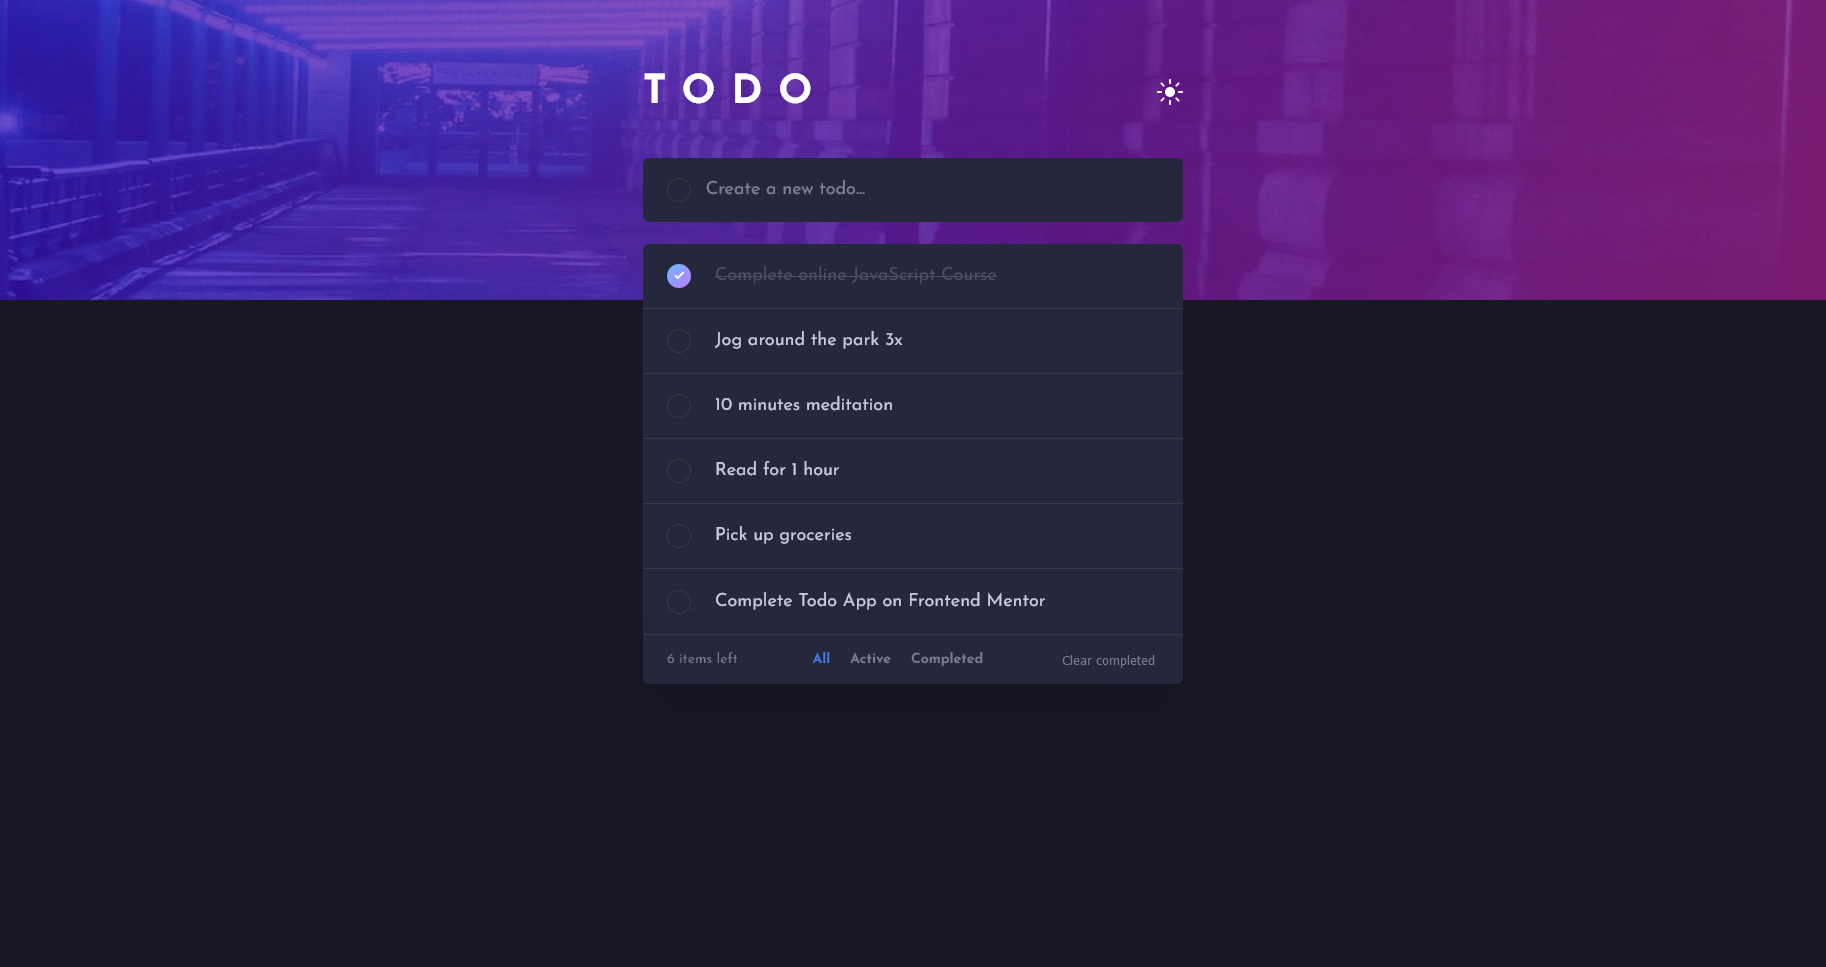 TODO
Create a new todo...
Complete online JavaScript Course
Jog around the park 3x
10 minutes meditation
Read for 1 hour
Pick up groceries
Complete Todo App on Frontend Mentor
6 items left All Active Completed Clear completed